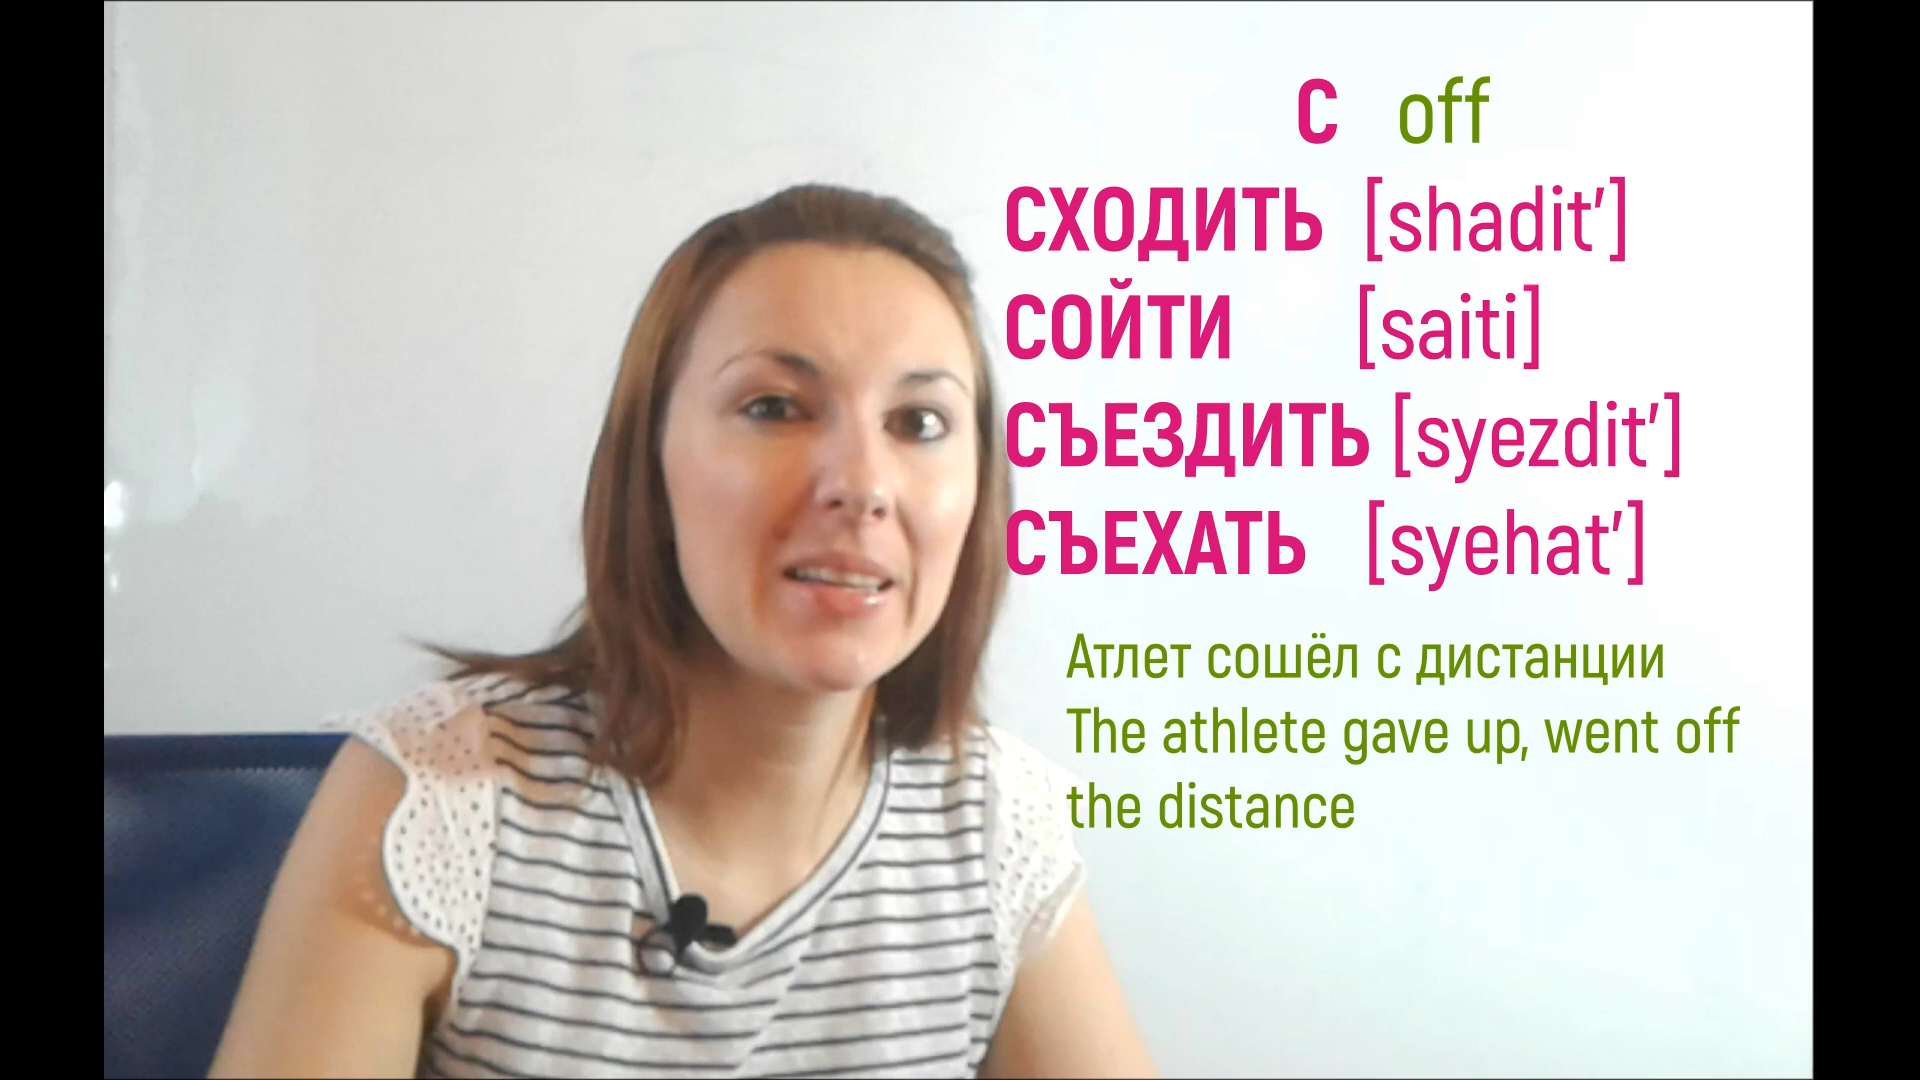 С off
СХОДИТЬ [shadit']
СОЙТИ [saiti]
СЪЕЗДИТЬ [syezdit']
СЪЕХАТЬ [syehat']
Атлет сошёл с дистанции
The athlete gave up, went off
the distance